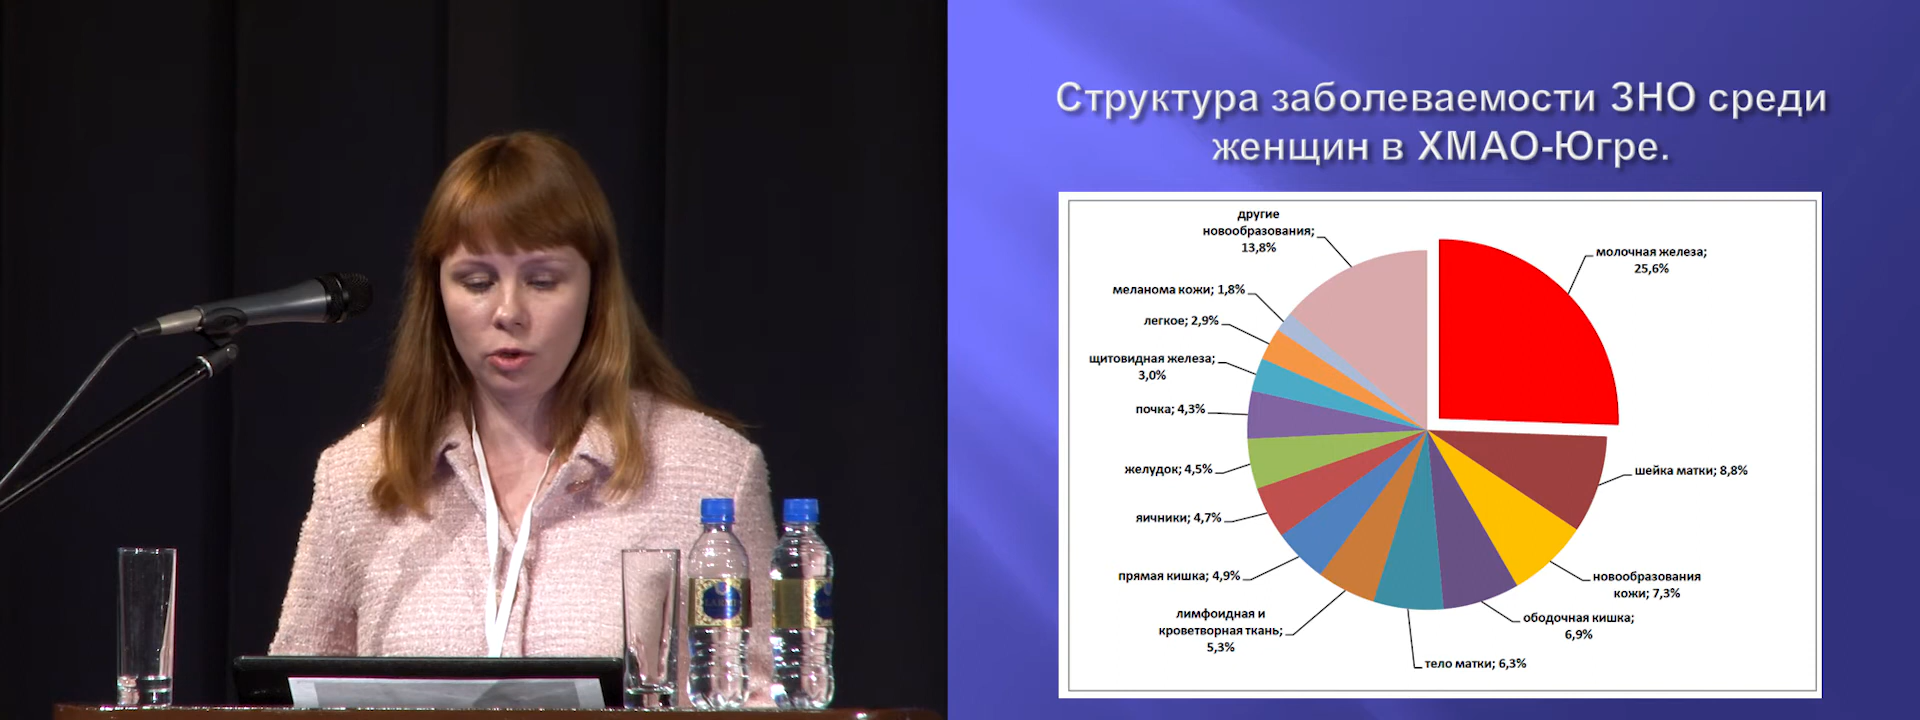 Структура заболеваемости ЗНО среди
женщин в ХМАО-Югре.
другие
новообразования;
13,8%
молочная железа;
25,6%
меланома кожи; 1,8%
легкое; 2,9%
щитовидная железа;
3,0%
почка; 4,3%
желудок; 4,5%
шейка матки; 8,8%
яичники; 4,7%
прямая кишка; 4,9%
новообразования
кожи; 7,3%
лимфоидная и
кроветворная ткань;
5,3%
ободочная кишка;
6,9%
тело матки; 6,3%